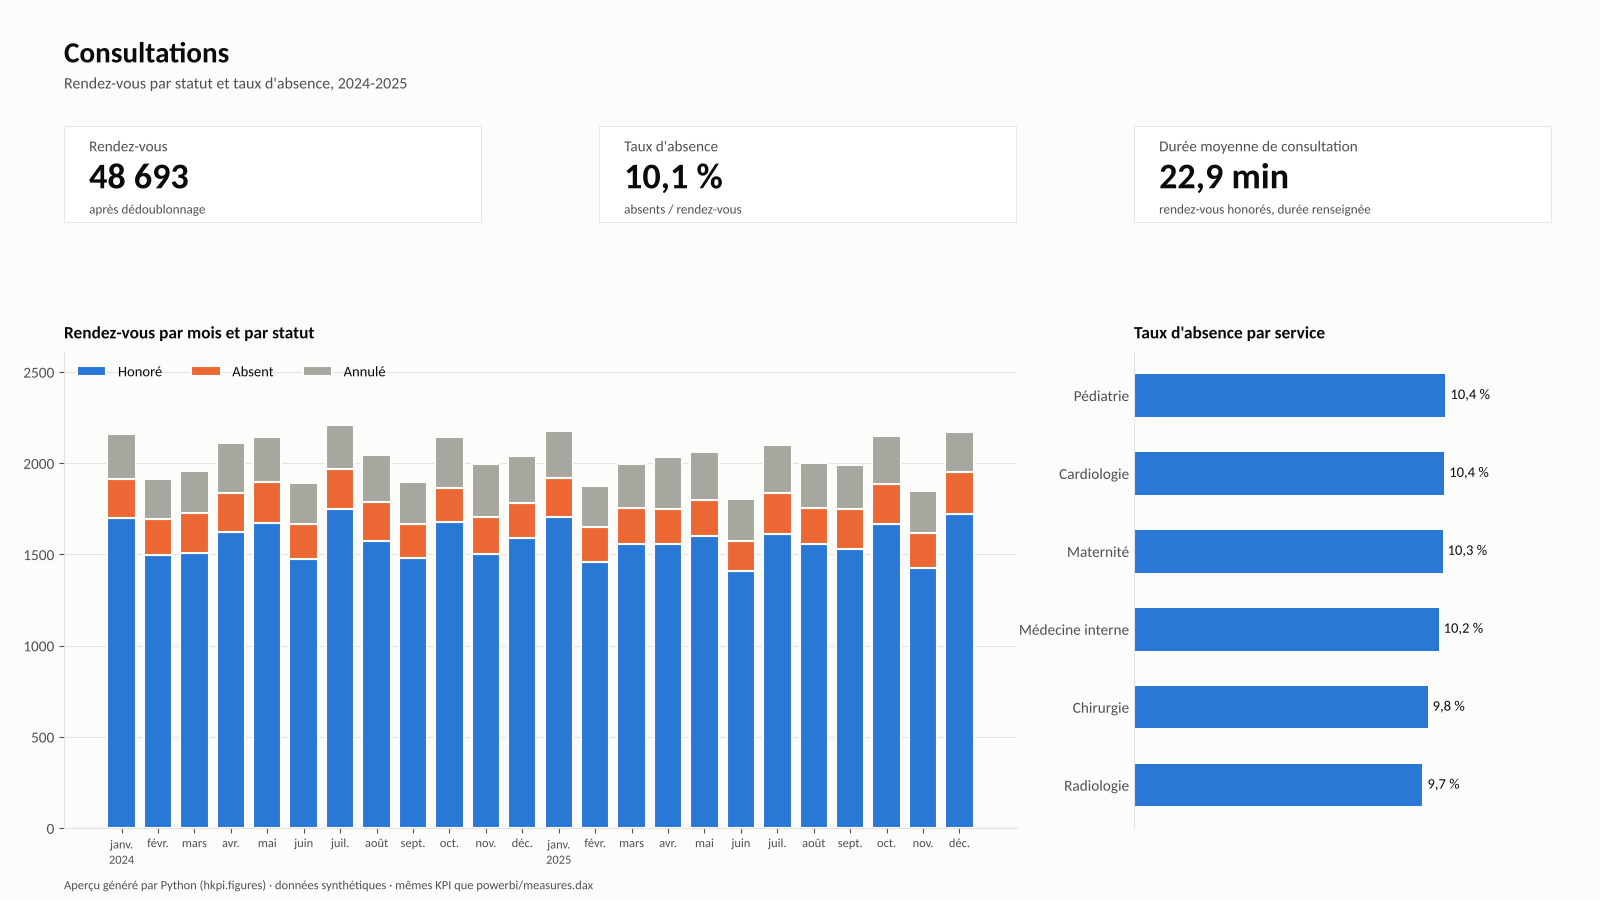 Consultations
Rendez-vous par statut et taux d'absence, 2024-2025
Rendez-vous
48 693
après dédoublonnage
Taux d'absence
10,1 %
absents / rendez-vous
Durée moyenne de consultation
22,9 min
rendez-vous honorés, durée renseignée
Rendez-vous par mois et par statut
Honoré Absent Annulé
2500
2000
1500
1000
500
0
janv. févr. mars avr. mai juin juil. août sept. oct. nov. déc. janv. févr. mars avr. mai juin juil. août sept. oct. nov. déc.
2024 2025
Taux d'absence par service
Pédiatrie 10,4 %
Cardiologie 10,4 %
Maternité 10,3 %
Médecine interne 10,2 %
Chirurgie 9,8 %
Radiologie 9,7 %
Aperçu généré par Python (hkpi.figures) · données synthétiques · mêmes KPI que powerbi/measures.dax